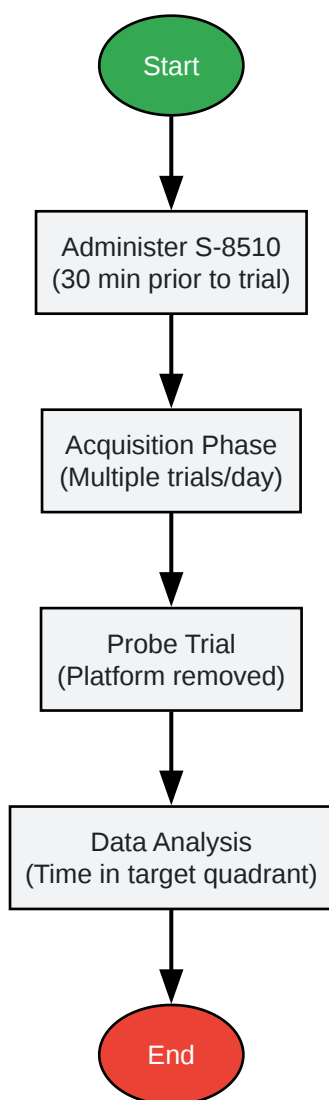 Start
Administer S-8510
(30 min prior to trial)
Acquisition Phase
(Multiple trials/day)
Probe Trial
(Platform removed)
Data Analysis
(Time in target quadrant)
End